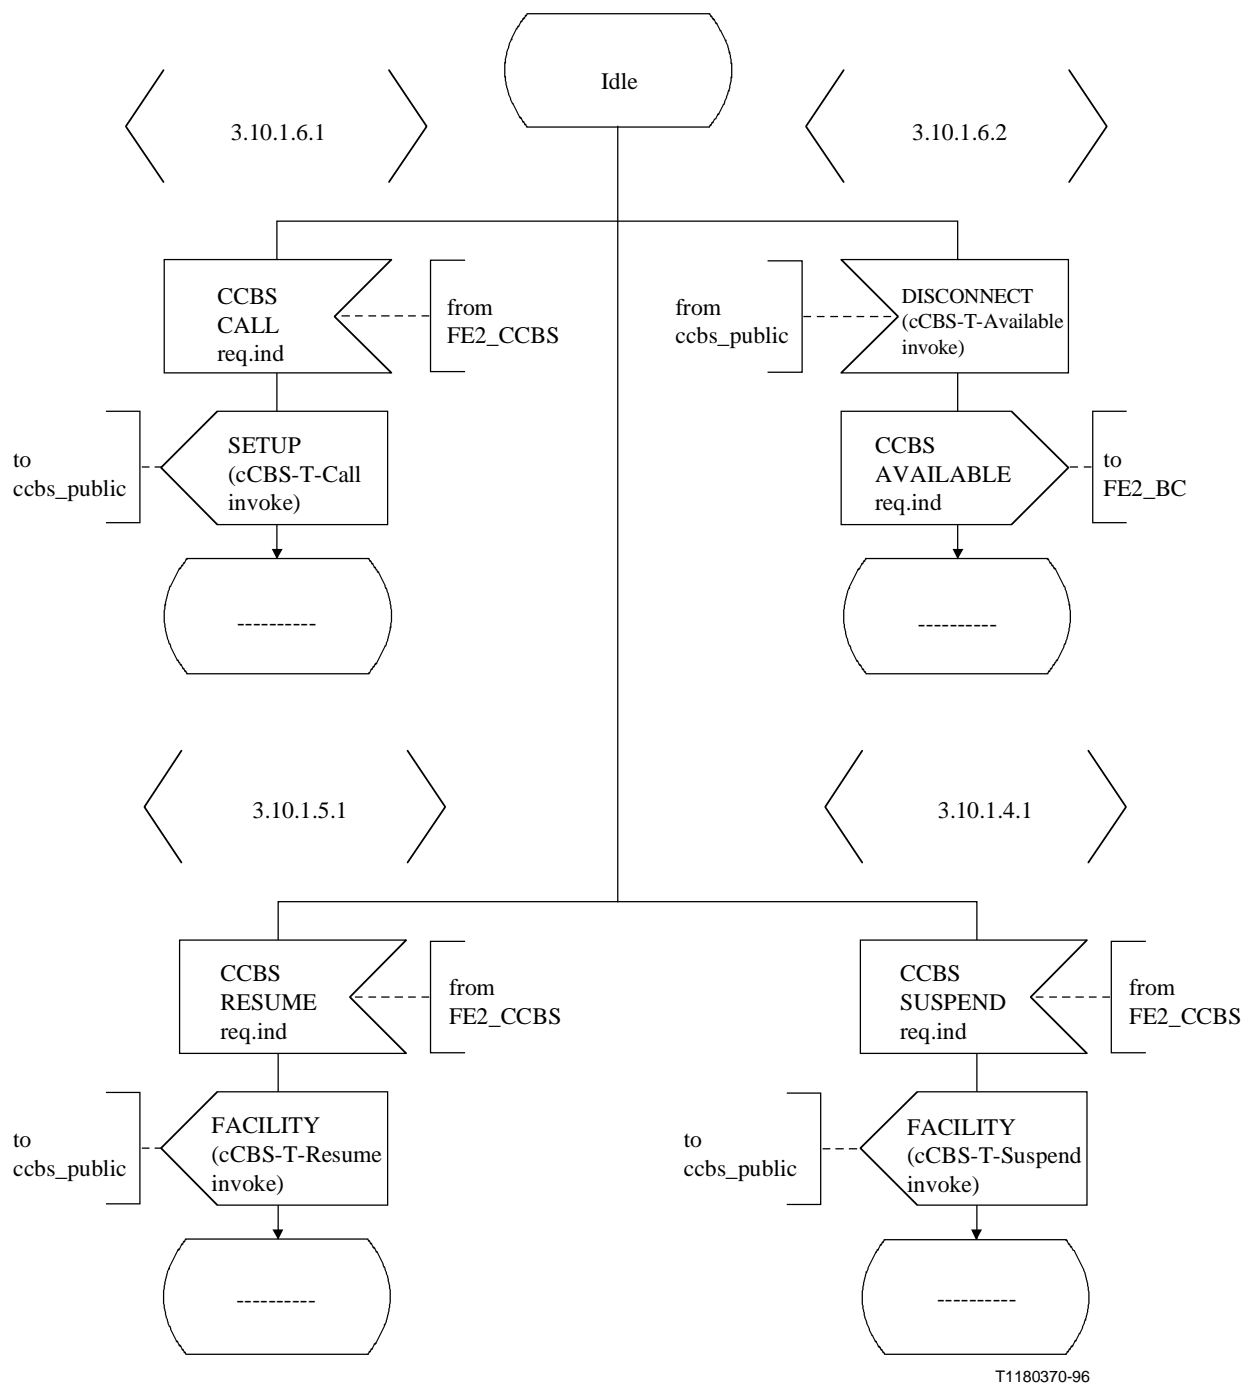 Idle
3.10.1.6.1
3.10.1.6.2
CCBS
CALL
req.ind
from
FE2_CCBS
from
ccbs_public
DISCONNECT
(cCBS-T-Available
invoke)
to
ccbs_public
SETUP
(cCBS-T-Call
invoke)
CCBS
AVAILABLE
req.ind
to
FE2_BC
----------
----------
3.10.1.5.1
3.10.1.4.1
CCBS
RESUME
req.ind
from
FE2_CCBS
CCBS
SUSPEND
req.ind
from
FE2_CCBS
to
ccbs_public
FACILITY
(cCBS-T-Resume
invoke)
to
ccbs_public
FACILITY
(cCBS-T-Suspend
invoke)
----------
----------
T1180370-96